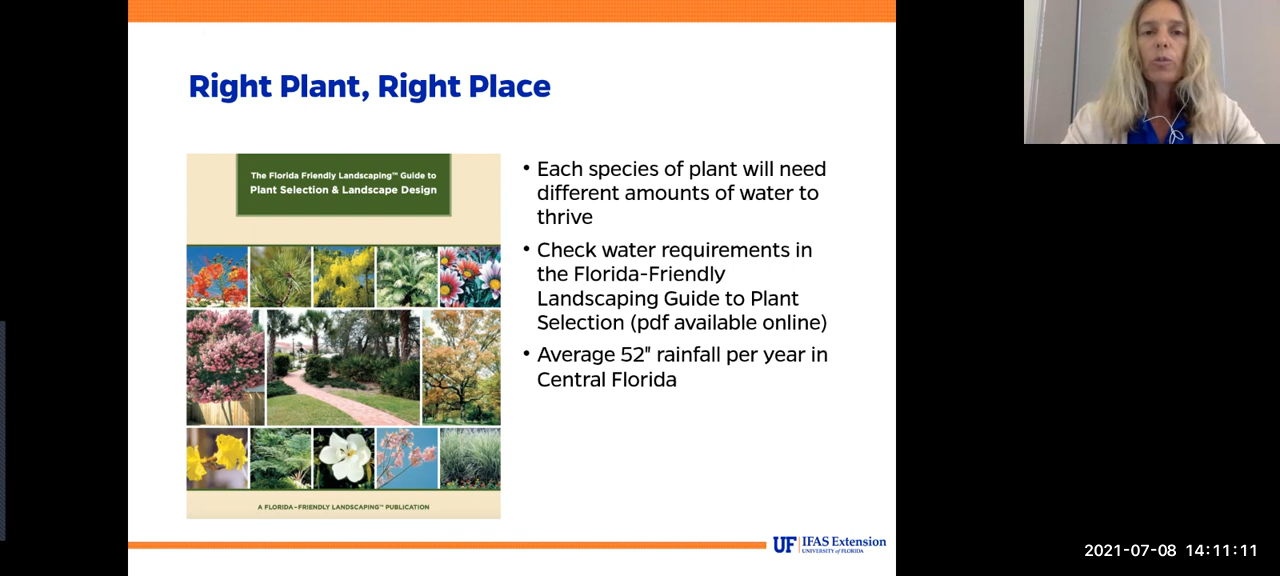 Right Plant, Right Place
The Florida Friendly Landscaping™ Guide to
Plant Selection & Landscape Design
A FLORIDA-FRIENDLY LANDSCAPING™ PUBLICATION
• Each species of plant will need
different amounts of water to
thrive
• Check water requirements in
the Florida-Friendly
Landscaping Guide to Plant
Selection (pdf available online)
• Average 52" rainfall per year in
Central Florida
UF IFAS Extension
UNIVERSITY of FLORIDA
2021-07-08 14:11:11